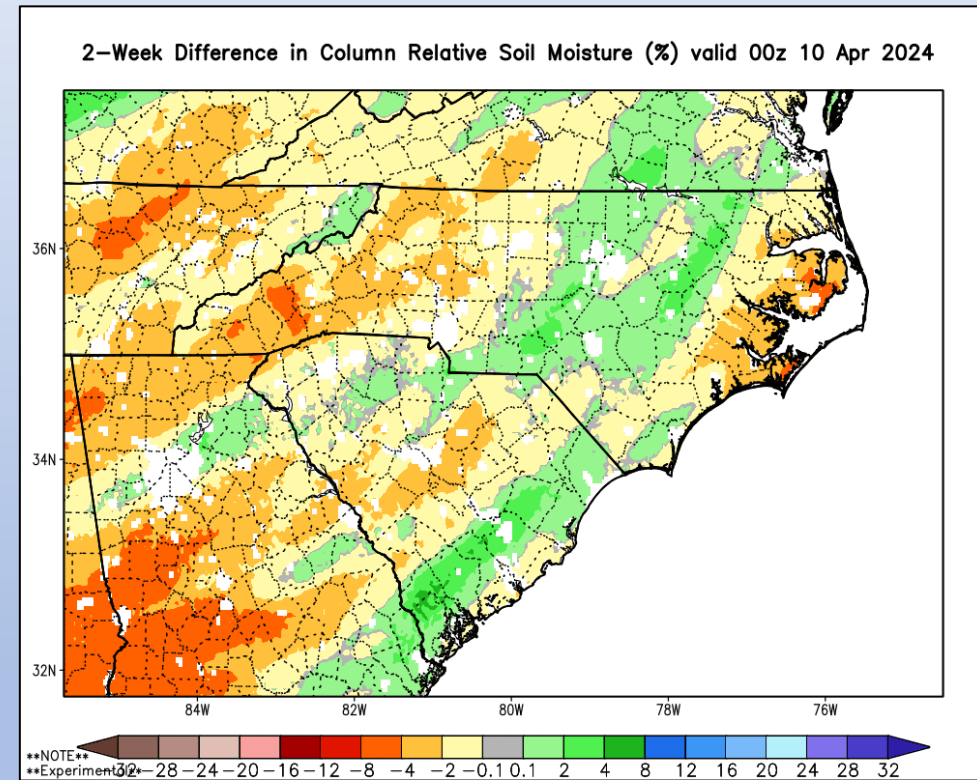 2-Week Difference in Column Relative Soil Moisture (%) valid 00z 10 Apr 2024
36N
34N
32N
84W 82W 80W 78W 76W
**NOTE**
**Experimental**
-32 -28 -24 -20 -16 -12 -8 -4 -2 -0.1 0.1 2 4 8 12 16 20 24 28 32